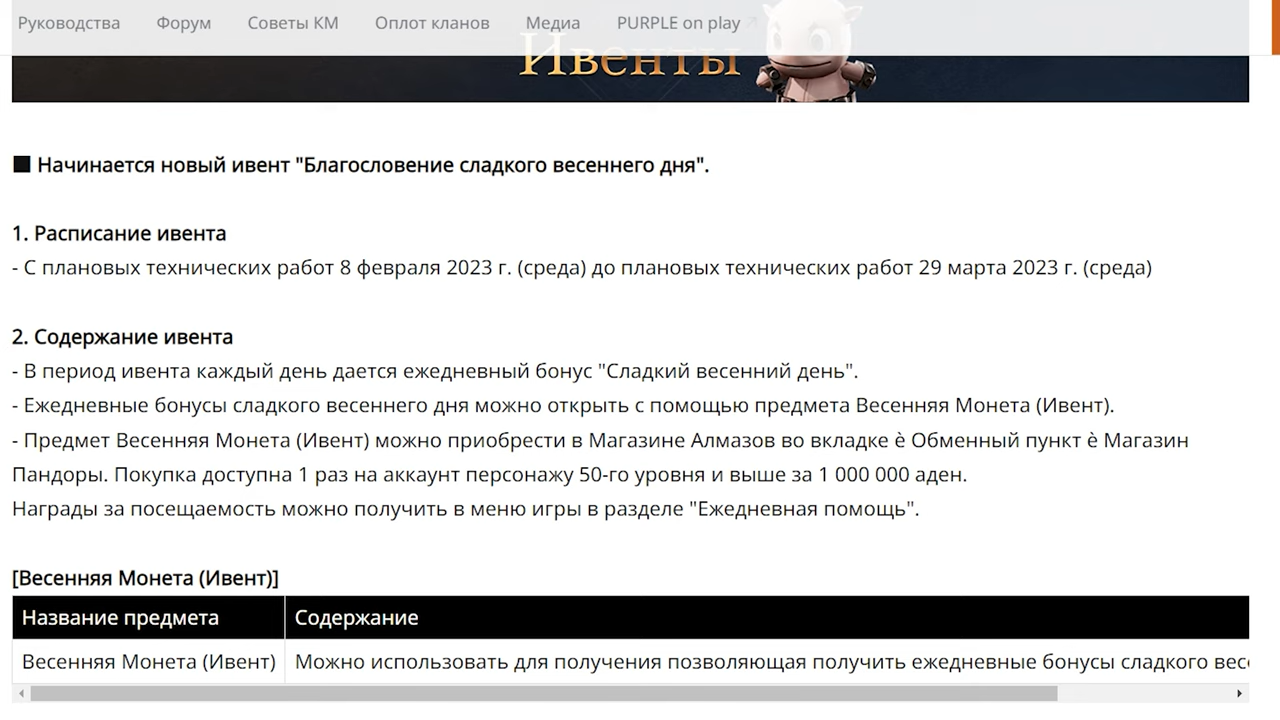 Руководства Форум Советы КМ Оплот кланов Медиа PURPLE on play
Ивенты
■ Начинается новый ивент "Благословение сладкого весеннего дня".
1. Расписание ивента
- С плановых технических работ 8 февраля 2023 г. (среда) до плановых технических работ 29 марта 2023 г. (среда)
2. Содержание ивента
- В период ивента каждый день дается ежедневный бонус "Сладкий весенний день".
- Ежедневные бонусы сладкого весеннего дня можно открыть с помощью предмета Весенняя Монета (Ивент).
- Предмет Весенняя Монета (Ивент) можно приобрести в Магазине Алмазов во вкладке è Обменный пункт è Магазин
Пандоры. Покупка доступна 1 раз на аккаунт персонажу 50-го уровня и выше за 1 000 000 аден.
Награды за посещаемость можно получить в меню игры в разделе "Ежедневная помощь".
[Весенняя Монета (Ивент)]
Название предмета Содержание
Весенняя Монета (Ивент) Можно использовать для получения позволяющая получить ежедневные бонусы сладкого вес